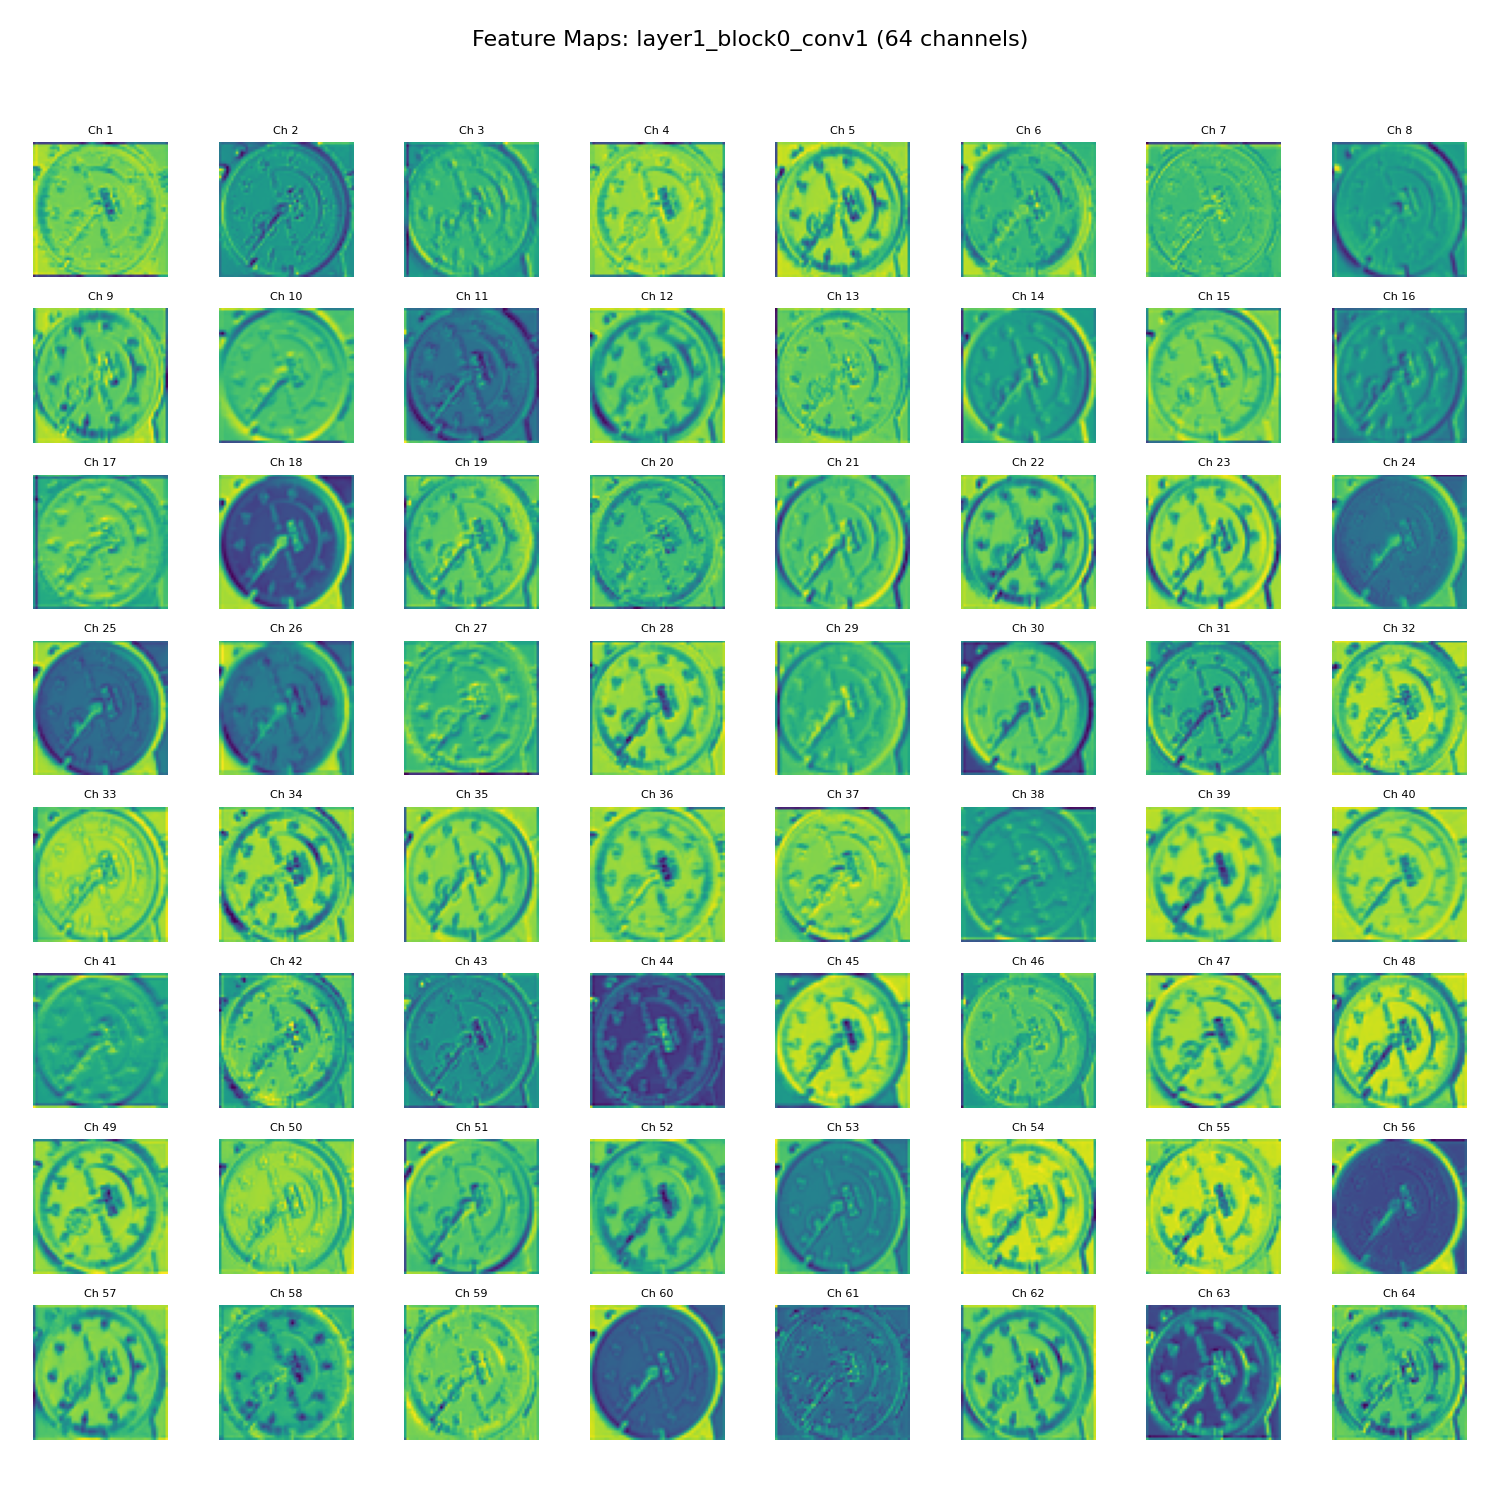 Feature Maps: layer1_block0_conv1 (64 channels)
Ch 1 Ch 2 Ch 3 Ch 4 Ch 5 Ch 6 Ch 7 Ch 8
Ch 9 Ch 10 Ch 11 Ch 12 Ch 13 Ch 14 Ch 15 Ch 16
Ch 17 Ch 18 Ch 19 Ch 20 Ch 21 Ch 22 Ch 23 Ch 24
Ch 25 Ch 26 Ch 27 Ch 28 Ch 29 Ch 30 Ch 31 Ch 32
Ch 33 Ch 34 Ch 35 Ch 36 Ch 37 Ch 38 Ch 39 Ch 40
Ch 41 Ch 42 Ch 43 Ch 44 Ch 45 Ch 46 Ch 47 Ch 48
Ch 49 Ch 50 Ch 51 Ch 52 Ch 53 Ch 54 Ch 55 Ch 56
Ch 57 Ch 58 Ch 59 Ch 60 Ch 61 Ch 62 Ch 63 Ch 64